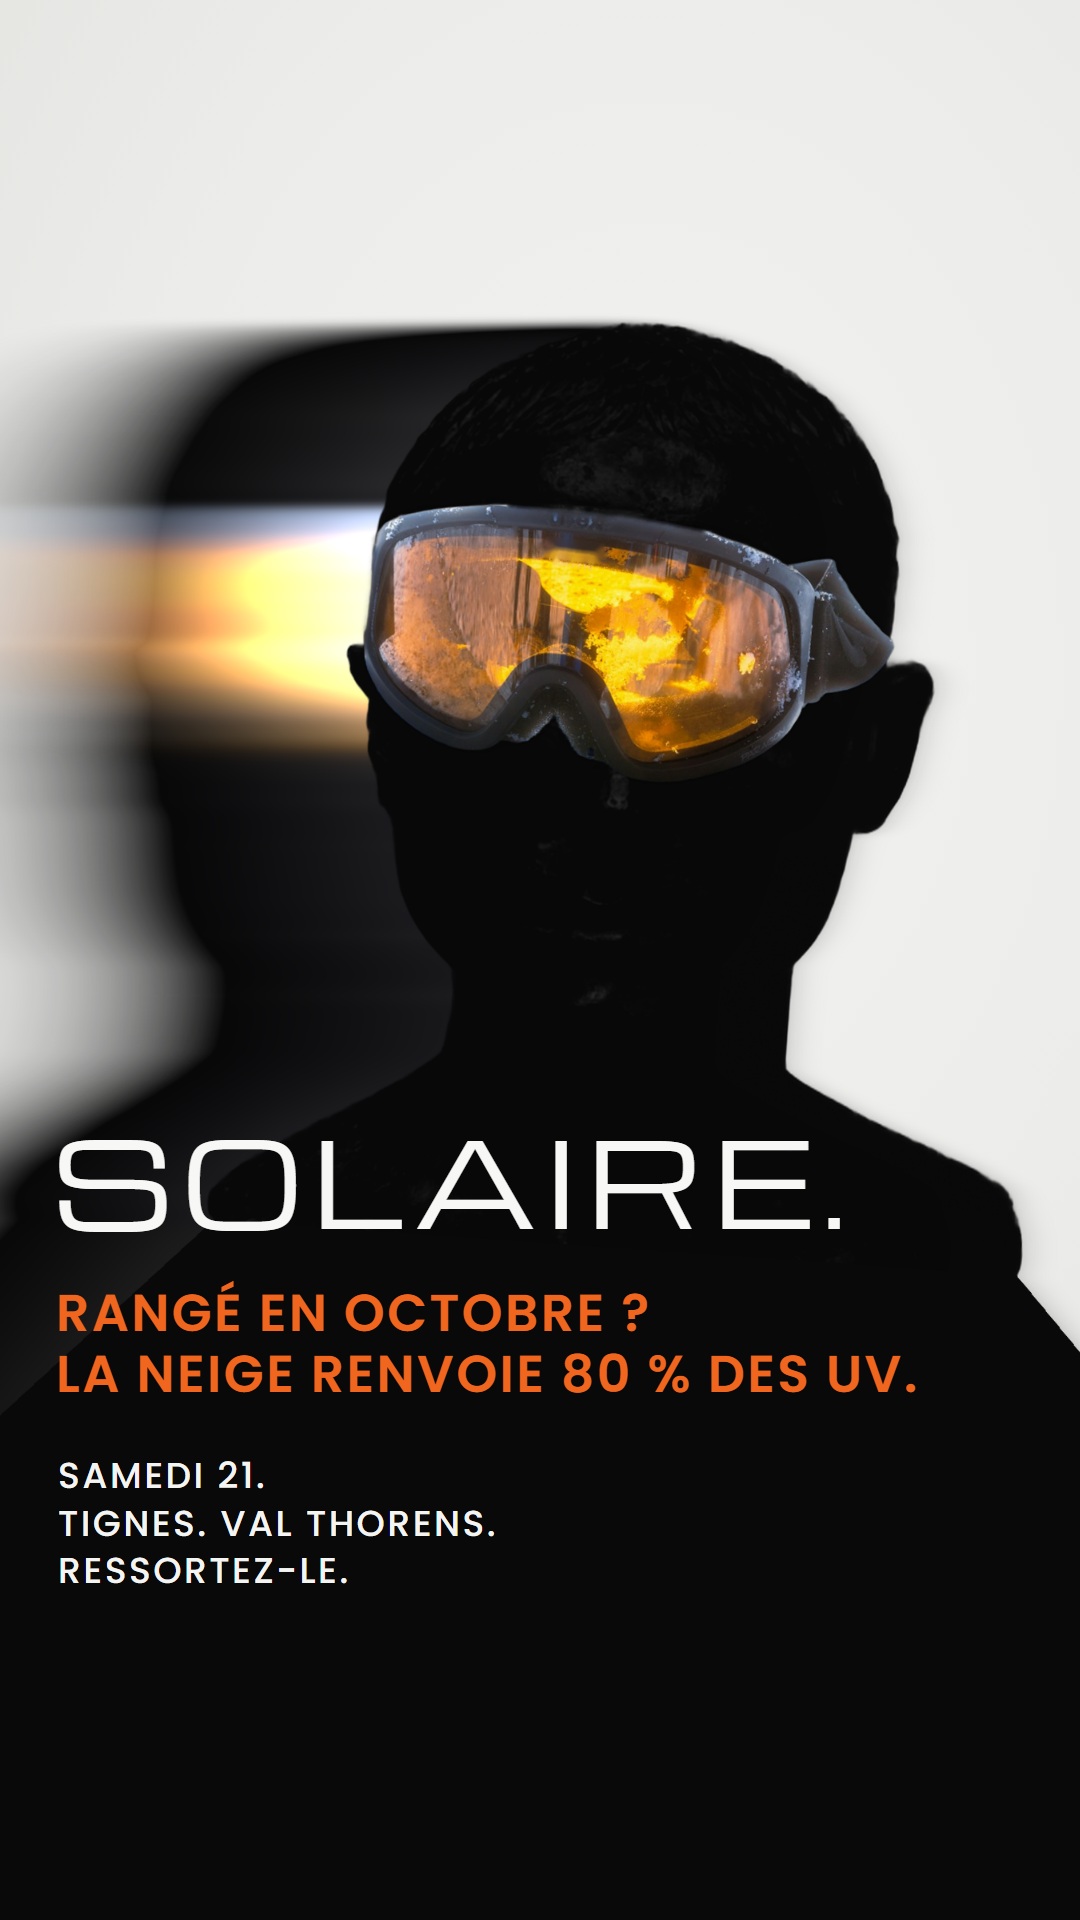 SOLAIRE.
RANGÉ EN OCTOBRE ?
LA NEIGE RENVOIE 80 % DES UV.
SAMEDI 21.
TIGNES. VAL THORENS.
RESSORTEZ-LE.